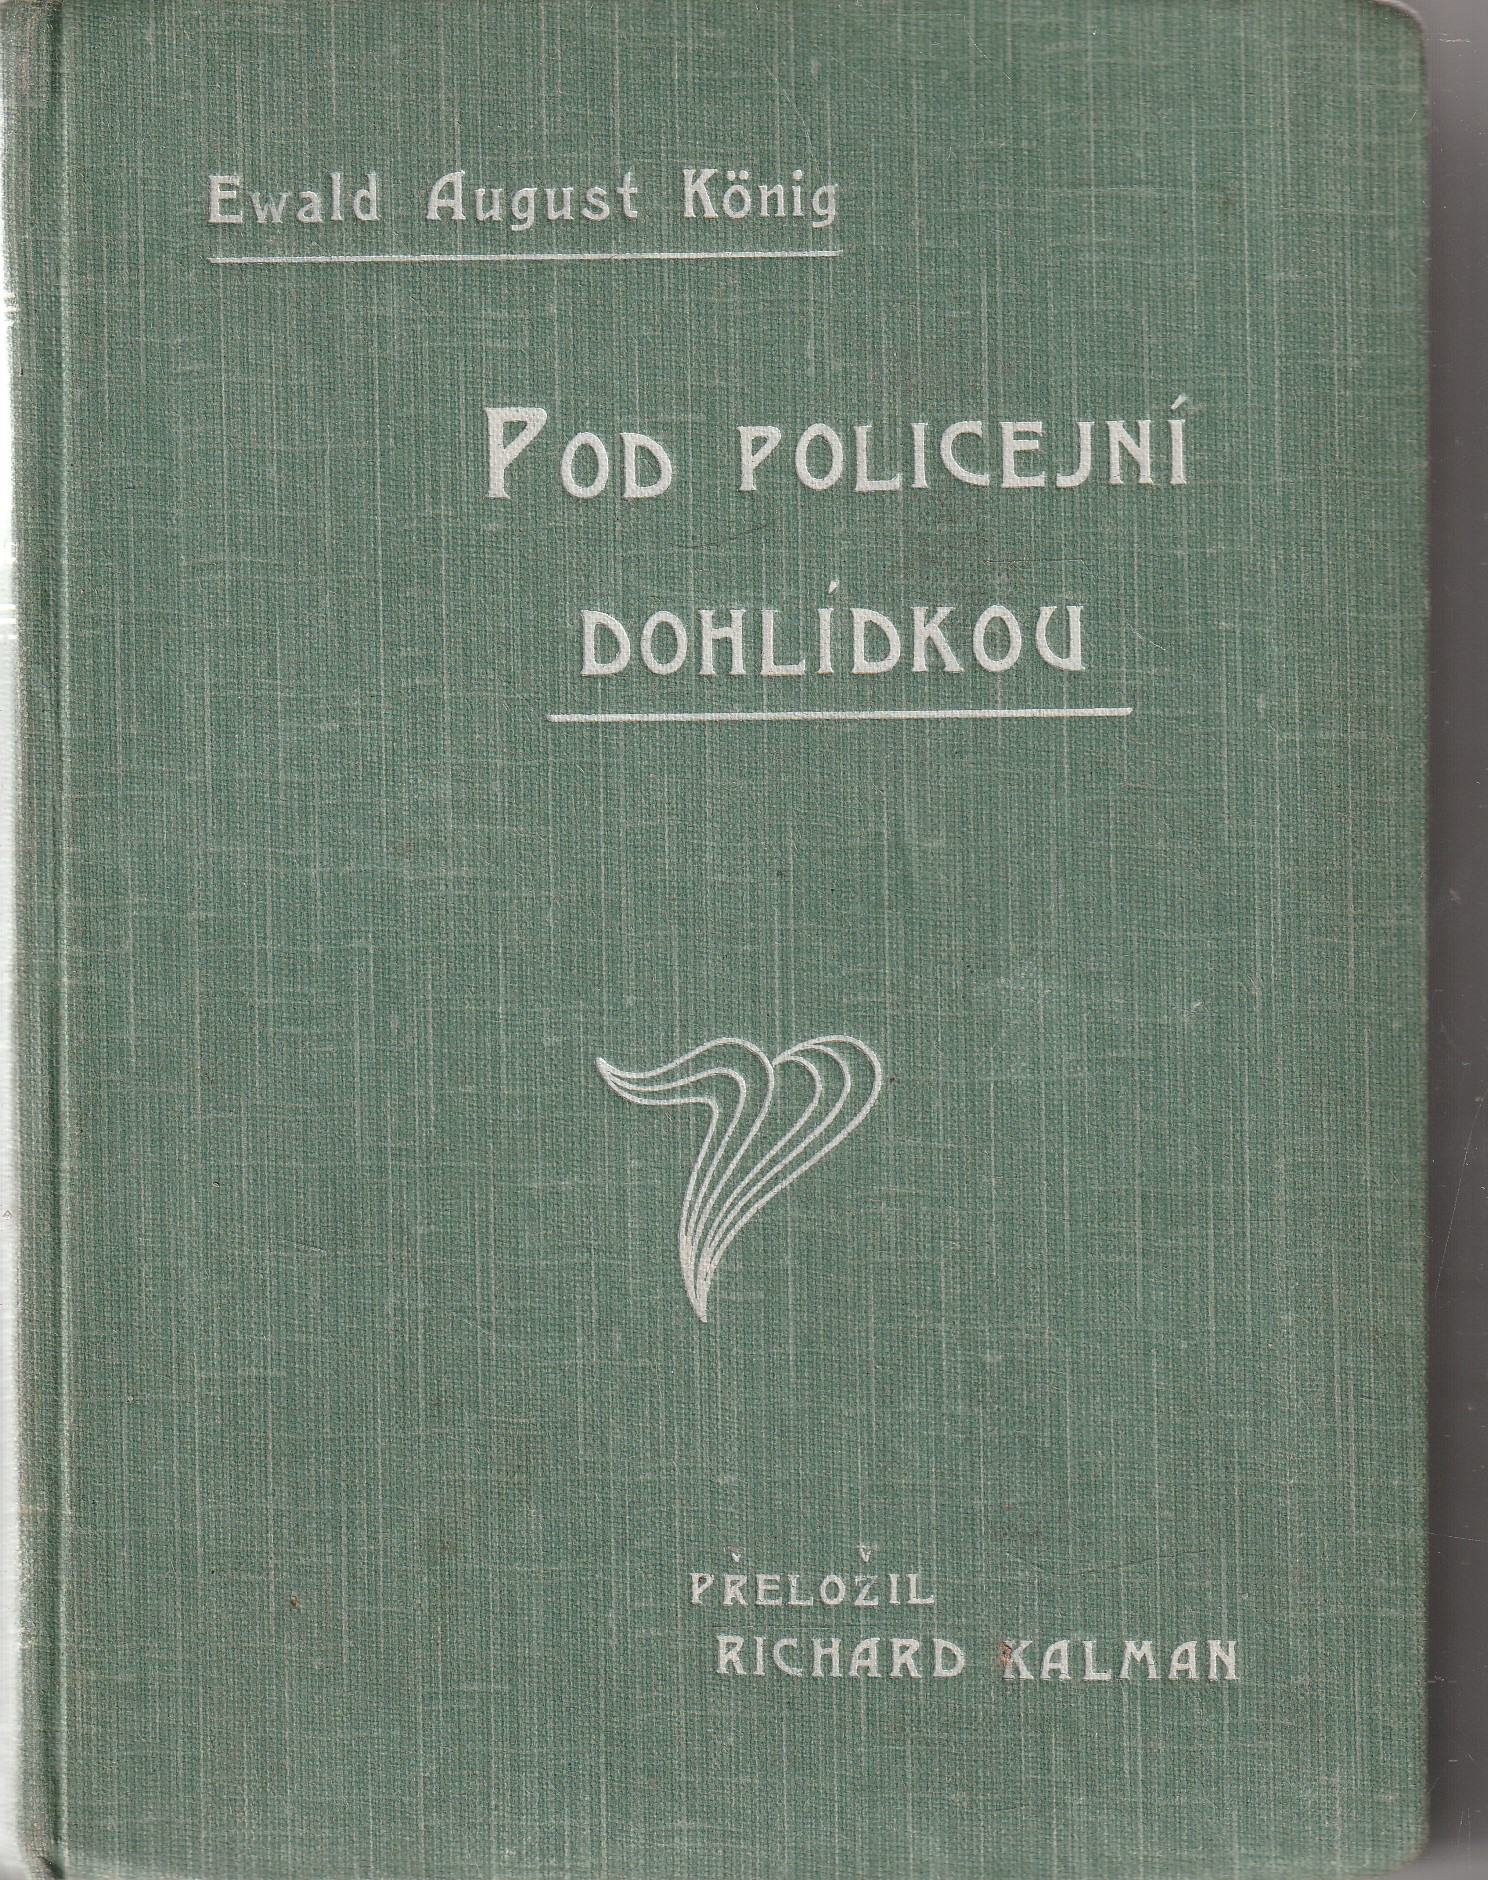 Ewald August König
POD POLICEJNÍ
DOHLÍDKOU
PŘELOŽIL
RICHARD KALMAN